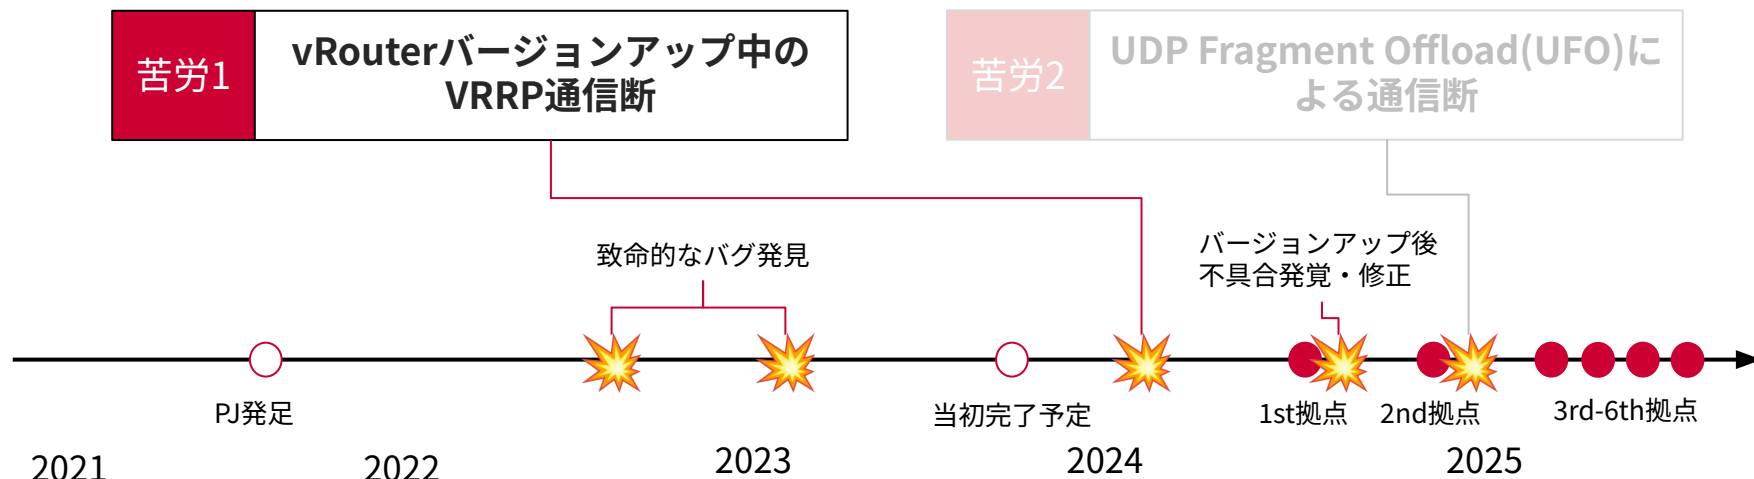 苦労1
vRouterバージョンアップ中の
VRRP通信断
苦労2
UDP Fragment Offload(UFO)に
よる通信断
致命的なバグ発見
バージョンアップ後
不具合発覚・修正
PJ発足
当初完了予定
1st拠点
2nd拠点
3rd-6th拠点
2021
2022
2023
2024
2025